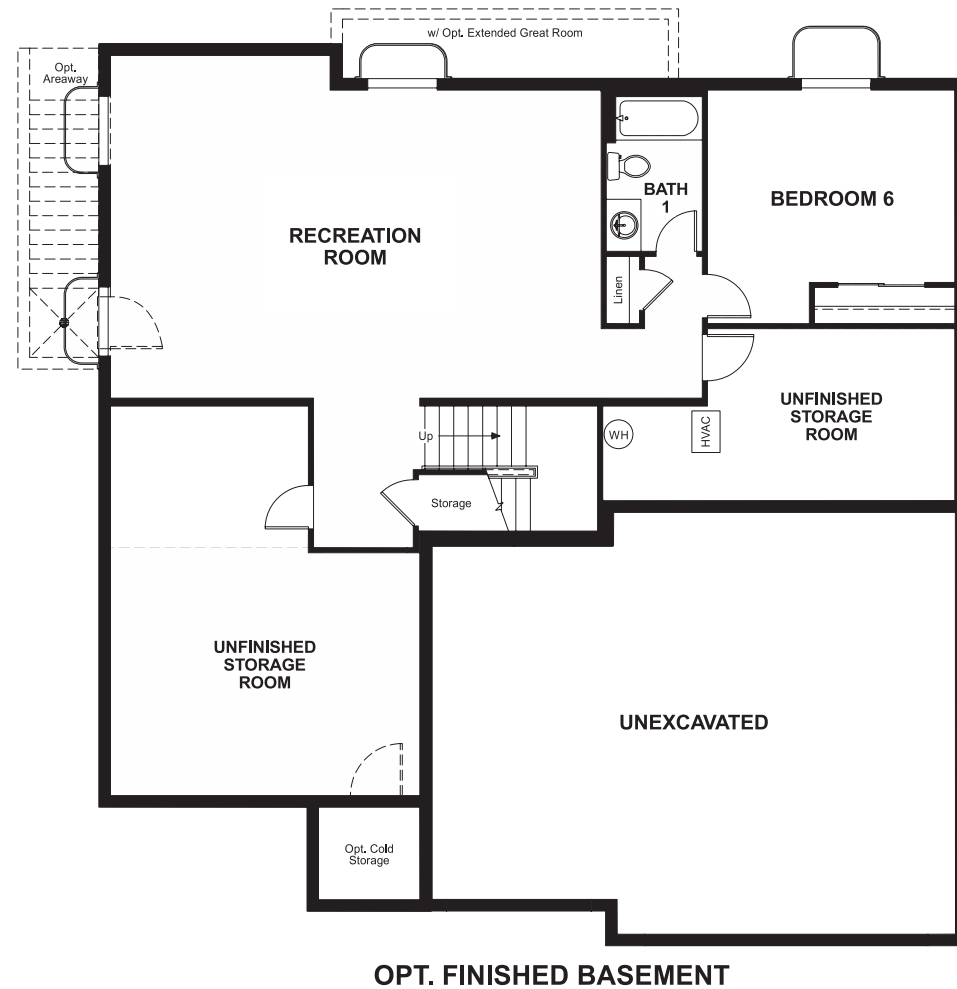 w/ Opt. Extended Great Room
Opt.
Areaway
BATH
1
BEDROOM 6
RECREATION
ROOM
Linen
UNFINISHED
STORAGE
ROOM
Up
WH
HVAC
Storage
UNFINISHED
STORAGE
ROOM
UNEXCAVATED
Opt. Cold
Storage
OPT. FINISHED BASEMENT